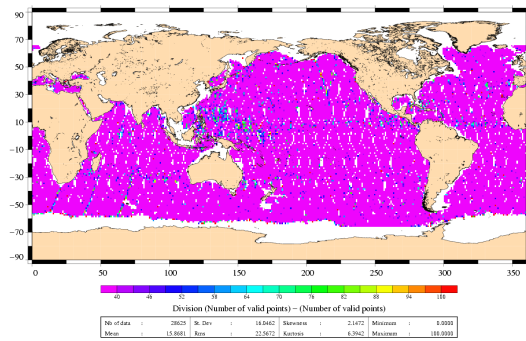 90
70
50
30
10
−10
−30
−50
−70
−90
0 50 100 150 200 250 300 350
40 46 52 58 64 70 76 82 88 94 100
Division (Number of valid points) − (Number of valid points)
Nb of data : 28625 St. Dev : 16.0462 Skewness : 2.1472 Minimum : 0.0000
Mean : 15.8681 Rms : 22.5672 Kurtosis : 6.3942 Maximum : 100.0000